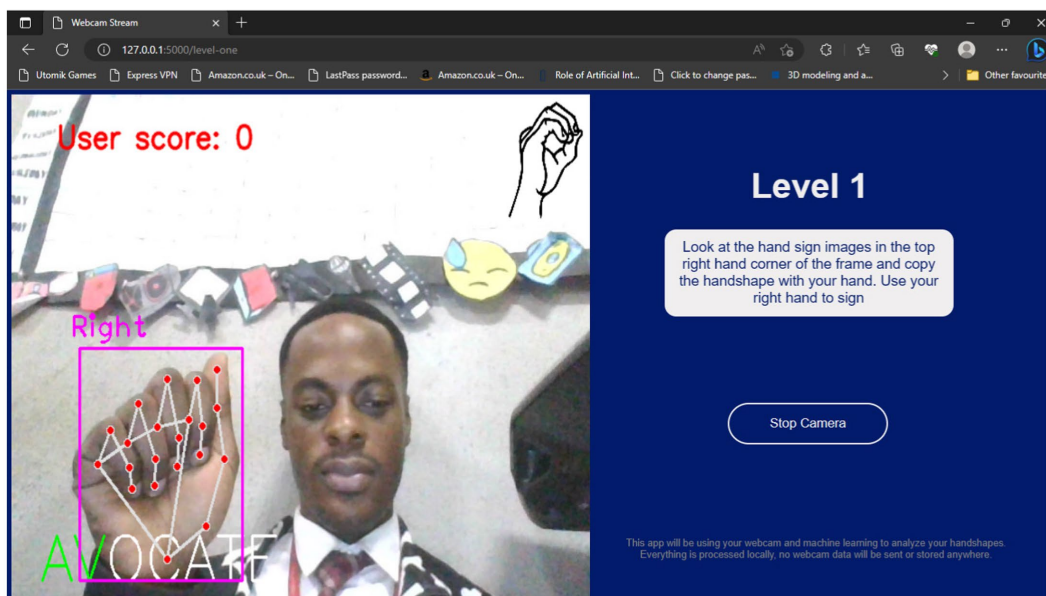 Webcam Stream
127.0.0.1:5000/level-one
Utomik Games
Express VPN
Amazon.co.uk – On...
LastPass password...
Amazon.co.uk – On...
Role of Artificial Int...
Click to change pas...
3D modeling and a...
Other favourite
User score: 0
Right
AVOCATE
Level 1
Look at the hand sign images in the top
right hand corner of the frame and copy
the handshape with your hand. Use your
right hand to sign
Stop Camera
This app will be using your webcam and machine learning to analyze your handshapes.
Everything is processed locally, no webcam data will be sent or stored anywhere.